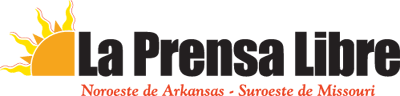 La Prensa Libre
Noroeste de Arkansas - Suroeste de Missouri